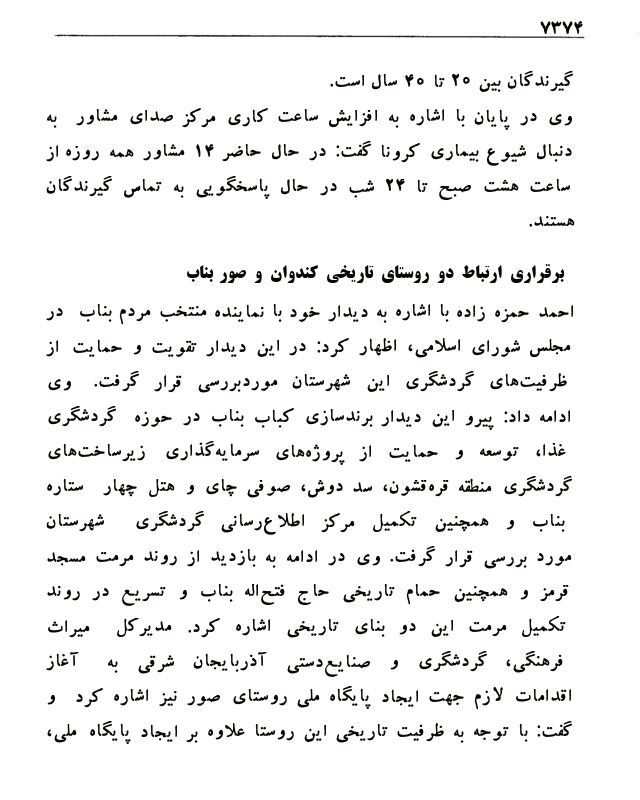 ۷۳۷۴
گیرندگان بین ۲۰ تا ۴۰ سال است.
وی در پایان با اشاره به افزایش ساعت کاری مرکز صدای مشاور به
دنبال شیوع بیماری کرونا گفت: در حال حاضر ۱۴ مشاور همه روزه از
ساعت هشت صبح تا ۲۴ شب در حال پاسخگویی به تماس گیرندگان
هستند.
برقراری ارتباط دو روستای تاریخی کندوان و صور بناب
احمد حمزه زاده با اشاره به دیدار خود با نماینده منتخب مردم بناب در
مجلس شورای اسلامی، اظهار کرد: در این دیدار تقویت و حمایت از
ظرفیت‌های گردشگری این شهرستان موردبررسی قرار گرفت. وی
ادامه داد: پیرو این دیدار برندسازی کباب بناب در حوزه گردشگری
غذا، توسعه و حمایت از پروژه‌های سرمایه‌گذاری زیرساخت‌های
گردشگری منطقه قره‌قشون، سد دوش، صوفی چای و هتل چهار ستاره
بناب و همچنین تکمیل مرکز اطلاع‌رسانی گردشگری شهرستان
مورد بررسی قرار گرفت. وی در ادامه به بازدید از روند مرمت مسجد
قرمز و همچنین حمام تاریخی حاج فتح‌اله بناب و تسریع در روند
تکمیل مرمت این دو بنای تاریخی اشاره کرد. مدیرکل میراث
فرهنگی، گردشگری و صنایع‌دستی آذربایجان شرقی به آغاز
اقدامات لازم جهت ایجاد پایگاه ملی روستای صور نیز اشاره کرد و
گفت: با توجه به ظرفیت تاریخی این روستا علاوه بر ایجاد پایگاه ملی،